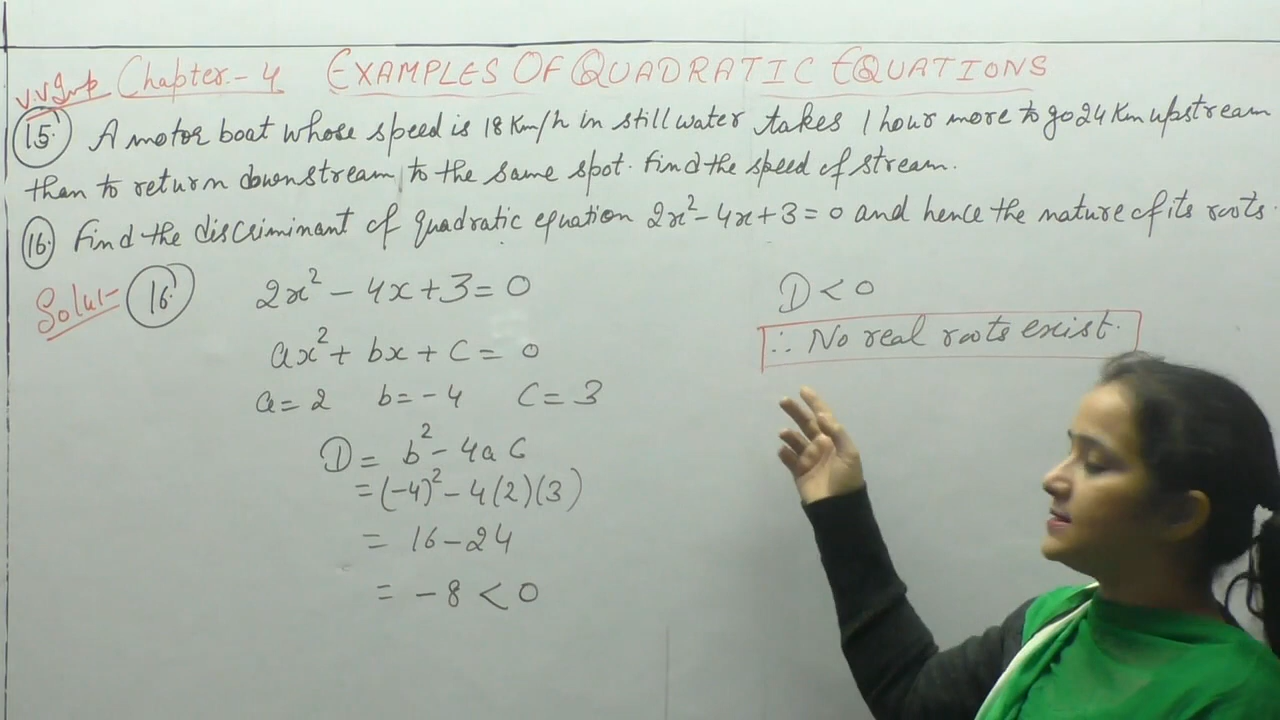 V.V Imp Chapter - 4 EXAMPLES OF QUADRATIC EQUATIONS
15. A motor boat whose speed is 18 Km/h in still water takes 1 hour more to go 24 Km upstream
than to return downstream to the same spot. Find the speed of stream.
16. Find the discriminant of quadratic equation 2x² - 4x + 3 = 0 and hence the nature of its roots.
Solu:- 16. 2x² - 4x + 3 = 0
ax² + bx + c = 0
a = 2 b = -4 c = 3
D = b² - 4ac
= (-4)² - 4(2)(3)
= 16 - 24
= -8 < 0
D < 0
∴ No real roots exist.